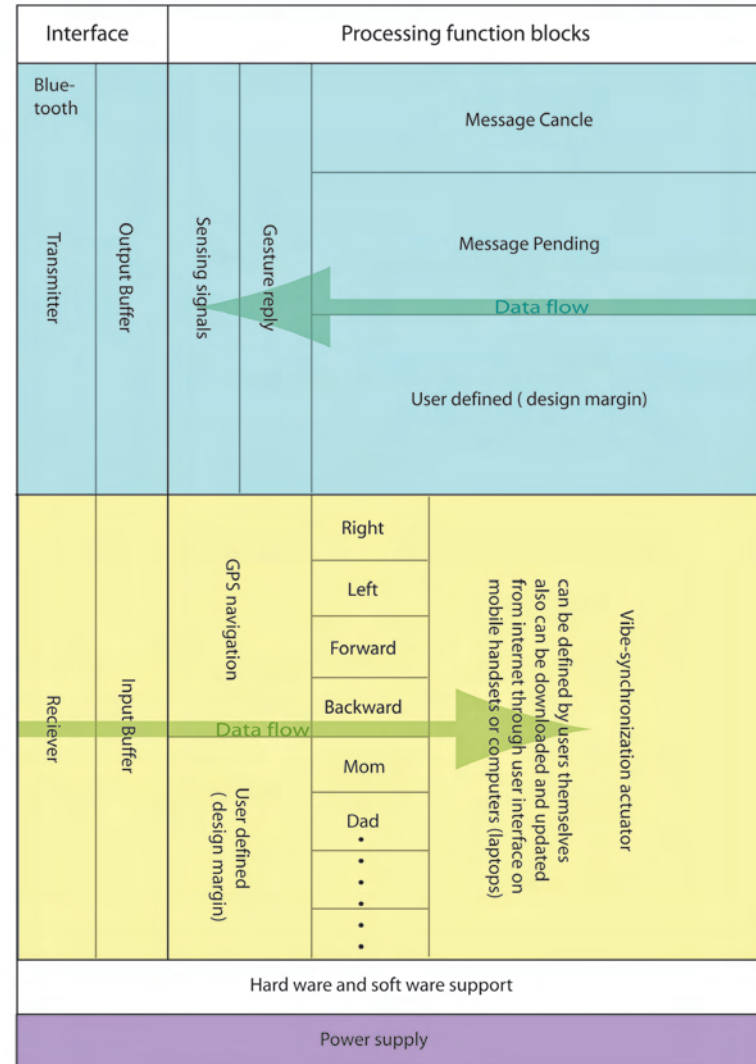 Interface
Processing function blocks
Blue-
tooth
Transmitter
Output Buffer
Sensing signals
Gesture reply
Message Cancle
Message Pending
Data flow
User defined ( design margin)
Reciever
Input Buffer
GPS navigation
User defined
( design margin)
Right
Left
Forward
Backward
Data flow
Mom
Dad
can be defined by users themselves
also can be downloaded and updated
from internet through user interface on
mobile handsets or computers (laptops)
Vibe-synchronization actuator
Hard ware and soft ware support
Power supply